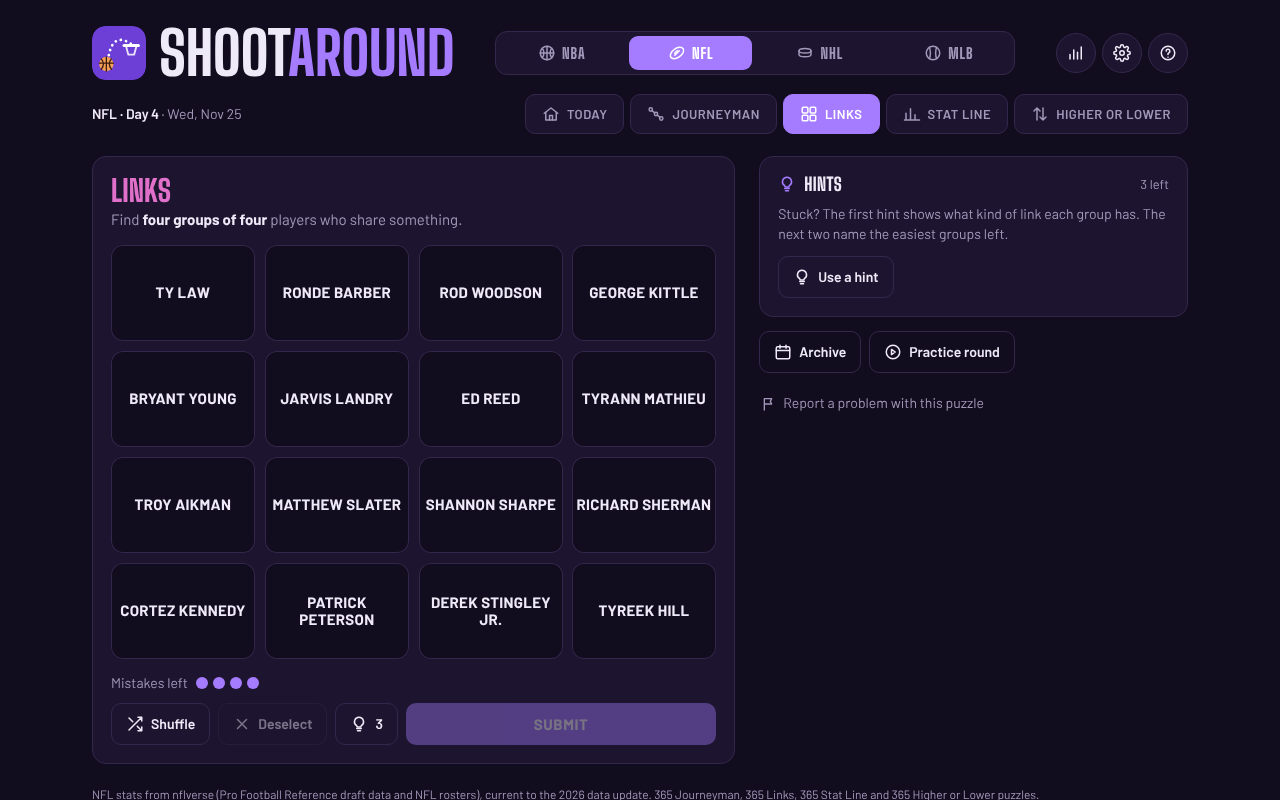 SHOOTAROUND
NBA
NFL
NHL
MLB
NFL · Day 4 · Wed, Nov 25
TODAY
JOURNEYMAN
LINKS
STAT LINE
HIGHER OR LOWER
LINKS
Find four groups of four players who share something.
TY LAW
RONDE BARBER
ROD WOODSON
GEORGE KITTLE
BRYANT YOUNG
JARVIS LANDRY
ED REED
TYRANN MATHIEU
TROY AIKMAN
MATTHEW SLATER
SHANNON SHARPE
RICHARD SHERMAN
CORTEZ KENNEDY
PATRICK
PETERSON
DEREK STINGLEY
JR.
TYREEK HILL
Mistakes left
Shuffle
Deselect
3
SUBMIT
HINTS
3 left
Stuck? The first hint shows what kind of link each group has. The
next two name the easiest groups left.
Use a hint
Archive
Practice round
Report a problem with this puzzle
NFL stats from nflverse (Pro Football Reference draft data and NFL rosters), current to the 2026 data update. 365 Journeyman, 365 Links, 365 Stat Line and 365 Higher or Lower puzzles.